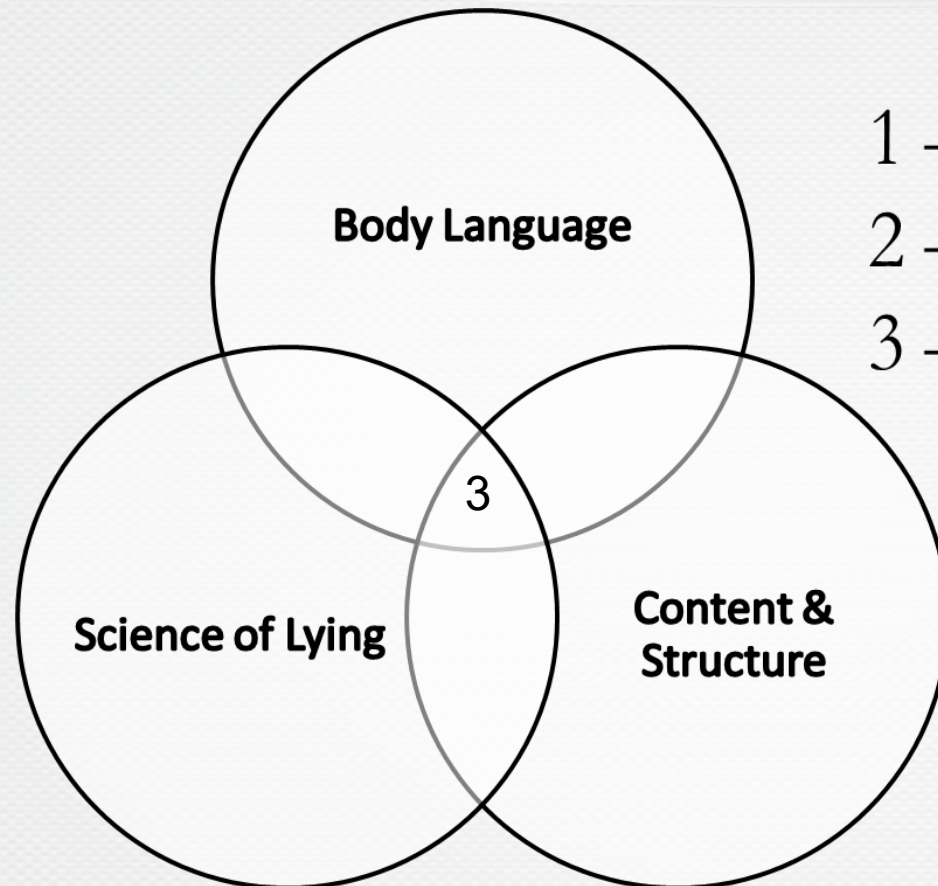 Body Language
1 -
2 -
3 -
3
Science of Lying
Content &
Structure